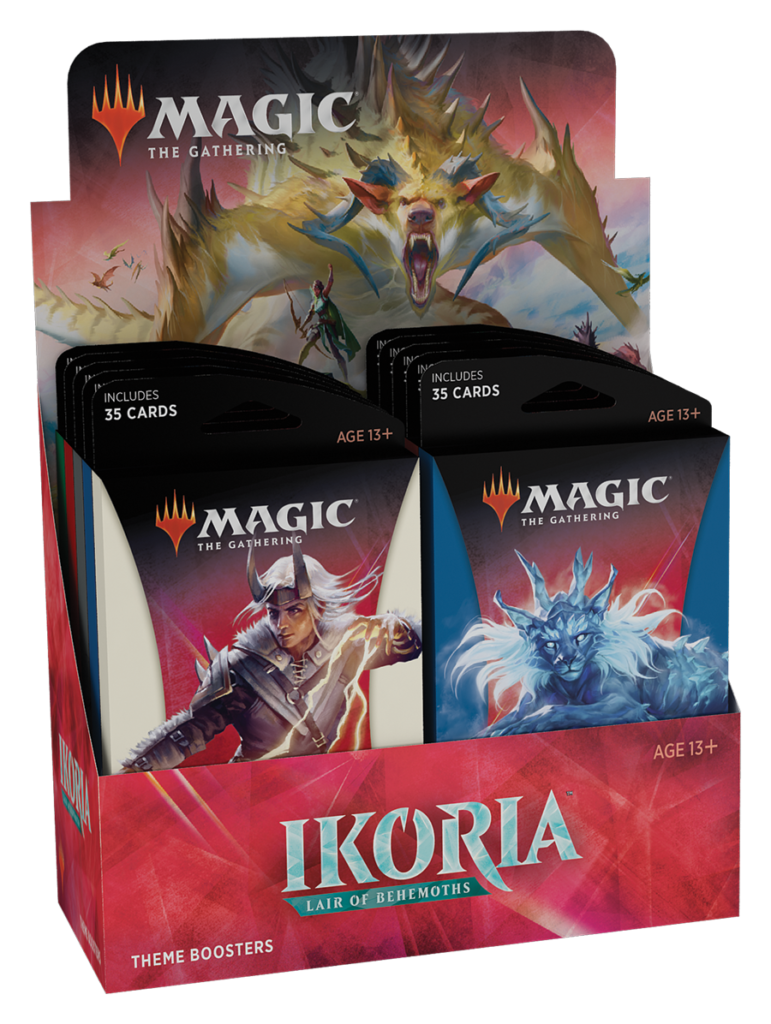 MAGIC
THE GATHERING
INCLUDES
35 CARDS
AGE 13+
INCLUDES
35 CARDS
AGE 13+
MAGIC
THE GATHERING
MAGIC
THE GATHERING
AGE 13+
IKORIA™
LAIR OF BEHEMOTHS
THEME BOOSTERS
IKORIA